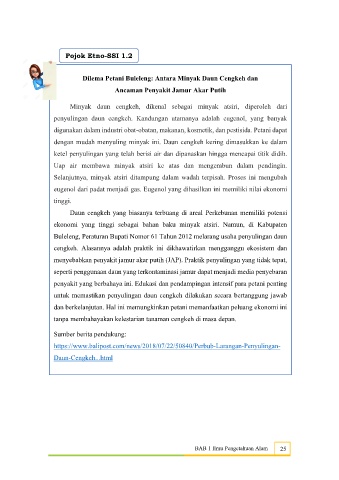 Pojok Etno-SSI 1.2
Dilema Petani Buleleng: Antara Minyak Daun Cengkeh dan
Ancaman Penyakit Jamur Akar Putih
Minyak daun cengkeh, dikenal sebagai minyak atsiri, diperoleh dari
penyulingan daun cengkeh. Kandungan utamanya adalah eugenol, yang banyak
digunakan dalam industri obat-obatan, makanan, kosmetik, dan pestisida. Petani dapat
dengan mudah menyuling minyak ini. Daun cengkeh kering dimasukkan ke dalam
ketel penyulingan yang telah berisi air dan dipanaskan hingga mencapai titik didih.
Uap air membawa minyak atsiri ke atas dan mengembun dalam pendingin.
Selanjutnya, minyak atsiri ditampung dalam wadah terpisah. Proses ini mengubah
eugenol dari padat menjadi gas. Eugenol yang dihasilkan ini memiliki nilai ekonomi
tinggi.
Daun cengkeh yang biasanya terbuang di areal Perkebunan memiliki potensi
ekonomi yang tinggi sebagai bahan baku minyak atsiri. Namun, di Kabupaten
Buleleng, Peraturan Bupati Nomor 61 Tahun 2012 melarang usaha penyulingan daun
cengkeh. Alasannya adalah praktik ini dikhawatirkan mengganggu ekosistem dan
menyebabkan penyakit jamur akar putih (JAP). Praktik penyulingan yang tidak tepat,
seperti penggunaan daun yang terkontaminasi jamur dapat menjadi media penyebaran
penyakit yang berbahaya ini. Edukasi dan pendampingan intensif para petani penting
untuk memastikan penyulingan daun cengkeh dilakukan secara bertanggung jawab
dan berkelanjutan. Hal ini memungkinkan petani memanfaatkan peluang ekonomi ini
tanpa membahayakan kelestarian tanaman cengkeh di masa depan.
Sumber berita pendukung:
https://www.balipost.com/news/2018/07/22/50840/Perbub-Larangan-Penyulingan-
Daun-Cengkeh...html
BAB 1 Ilmu Pengetahuan Alam 25